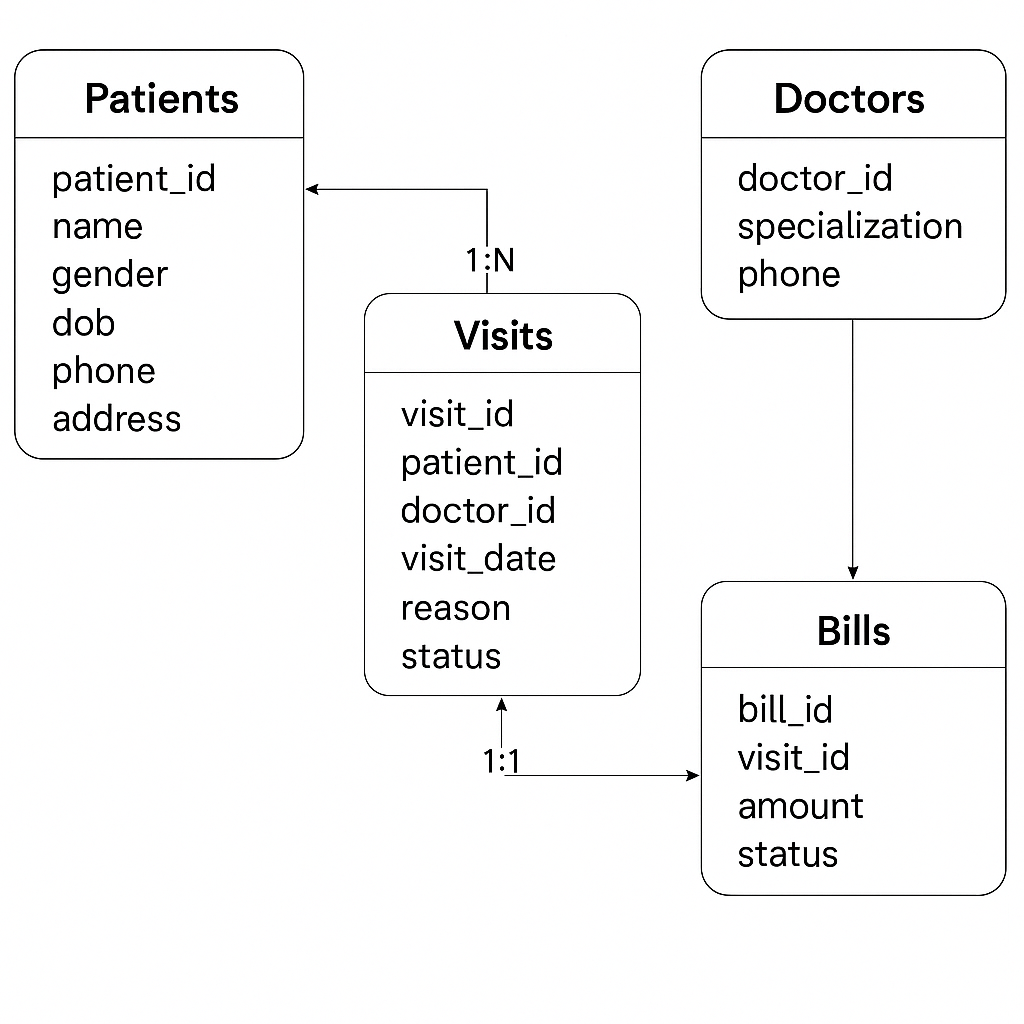 Patients
patient_id
name
gender
dob
phone
address
1:N
Visits
visit_id
patient_id
doctor_id
visit_date
reason
status
1:1
Doctors
doctor_id
specialization
phone
Bills
bill_id
visit_id
amount
status